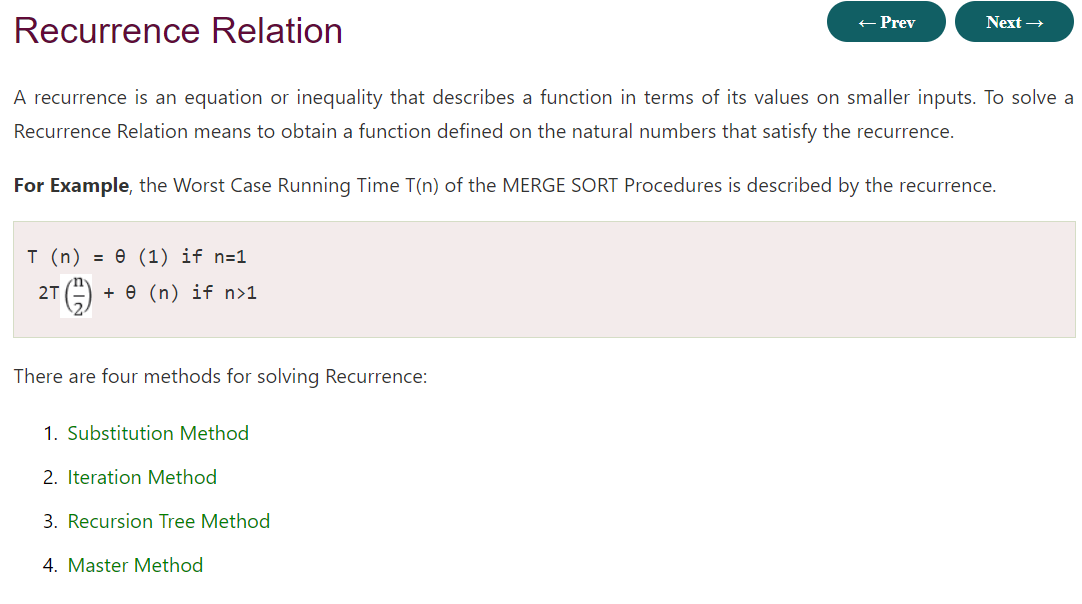 Recurrence Relation
← Prev
Next →
A recurrence is an equation or inequality that describes a function in terms of its values on smaller inputs. To solve a
Recurrence Relation means to obtain a function defined on the natural numbers that satisfy the recurrence.
For Example, the Worst Case Running Time T(n) of the MERGE SORT Procedures is described by the recurrence.
T (n) = θ (1) if n=1
2T(n/2) + θ (n) if n>1
There are four methods for solving Recurrence:
1. Substitution Method
2. Iteration Method
3. Recursion Tree Method
4. Master Method